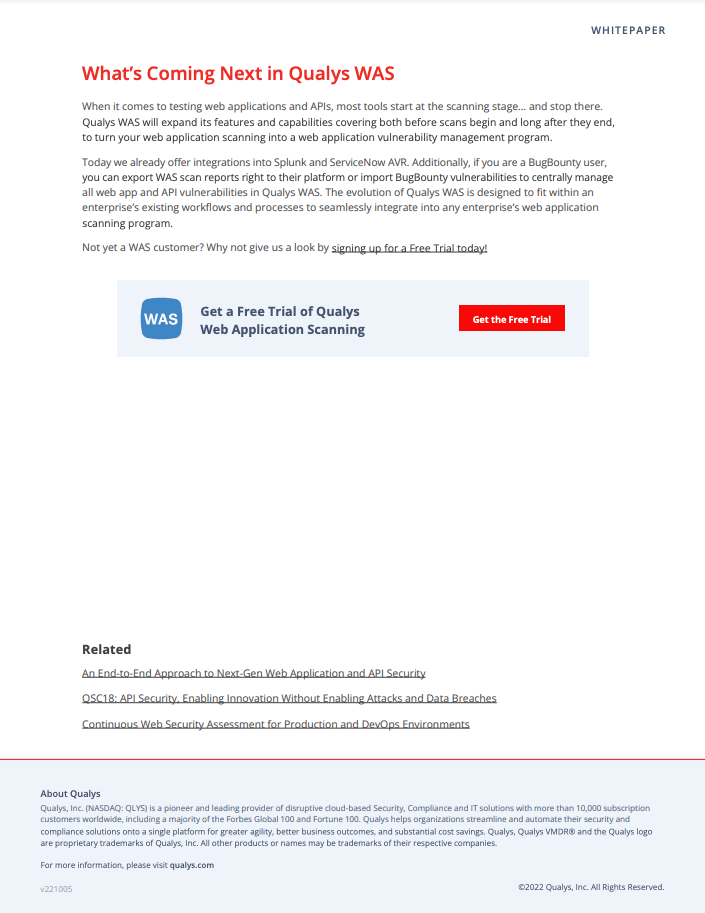 WHITEPAPER
What's Coming Next in Qualys WAS
When it comes to testing web applications and APIs, most tools start at the scanning stage... and stop there.
Qualys WAS will expand its features and capabilities covering both before scans begin and long after they end,
to turn your web application scanning into a web application vulnerability management program.
Today we already offer integrations into Splunk and ServiceNow AVR. Additionally, if you are a BugBounty user,
you can export WAS scan reports right to their platform or import BugBounty vulnerabilities to centrally manage
all web app and API vulnerabilities in Qualys WAS. The evolution of Qualys WAS is designed to fit within an
enterprise's existing workflows and processes to seamlessly integrate into any enterprise's web application
scanning program.
Not yet a WAS customer? Why not give us a look by signing up for a Free Trial today!
WAS
Get a Free Trial of Qualys
Web Application Scanning
Get the Free Trial
Related
An End-to-End Approach to Next-Gen Web Application and API Security
QSC18: API Security, Enabling Innovation Without Enabling Attacks and Data Breaches
Continuous Web Security Assessment for Production and DevOps Environments
About Qualys
Qualys, Inc. (NASDAQ: QLYS) is a pioneer and leading provider of disruptive cloud-based Security, Compliance and IT solutions with more than 10,000 subscription
customers worldwide, including a majority of the Forbes Global 100 and Fortune 100. Qualys helps organizations streamline and automate their security and
compliance solutions onto a single platform for greater agility, better business outcomes, and substantial cost savings. Qualys, Qualys VMDR® and the Qualys logo
are proprietary trademarks of Qualys, Inc. All other products or names may be trademarks of their respective companies.
For more information, please visit qualys.com
v221005
©2022 Qualys, Inc. All Rights Reserved.